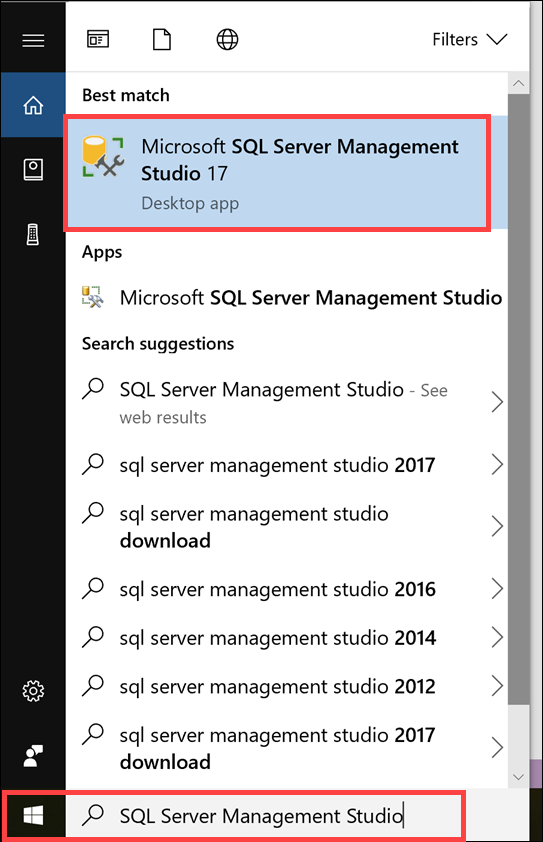 Filters
Best match
Microsoft SQL Server Management
Studio 17
Desktop app
Apps
Microsoft SQL Server Management Studio
Search suggestions
SQL Server Management Studio - See
web results
sql server management studio 2017
sql server management studio
download
sql server management studio 2016
sql server management studio 2014
sql server management studio 2012
sql server management studio 2017
download
SQL Server Management Studio